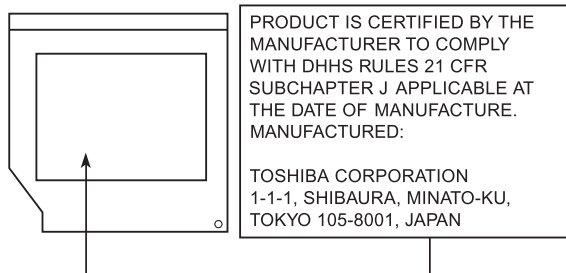 PRODUCT IS CERTIFIED BY THE
MANUFACTURER TO COMPLY
WITH DHHS RULES 21 CFR
SUBCHAPTER J APPLICABLE AT
THE DATE OF MANUFACTURE.
MANUFACTURED:
TOSHIBA CORPORATION
1-1-1, SHIBAURA, MINATO-KU,
TOKYO 105-8001, JAPAN